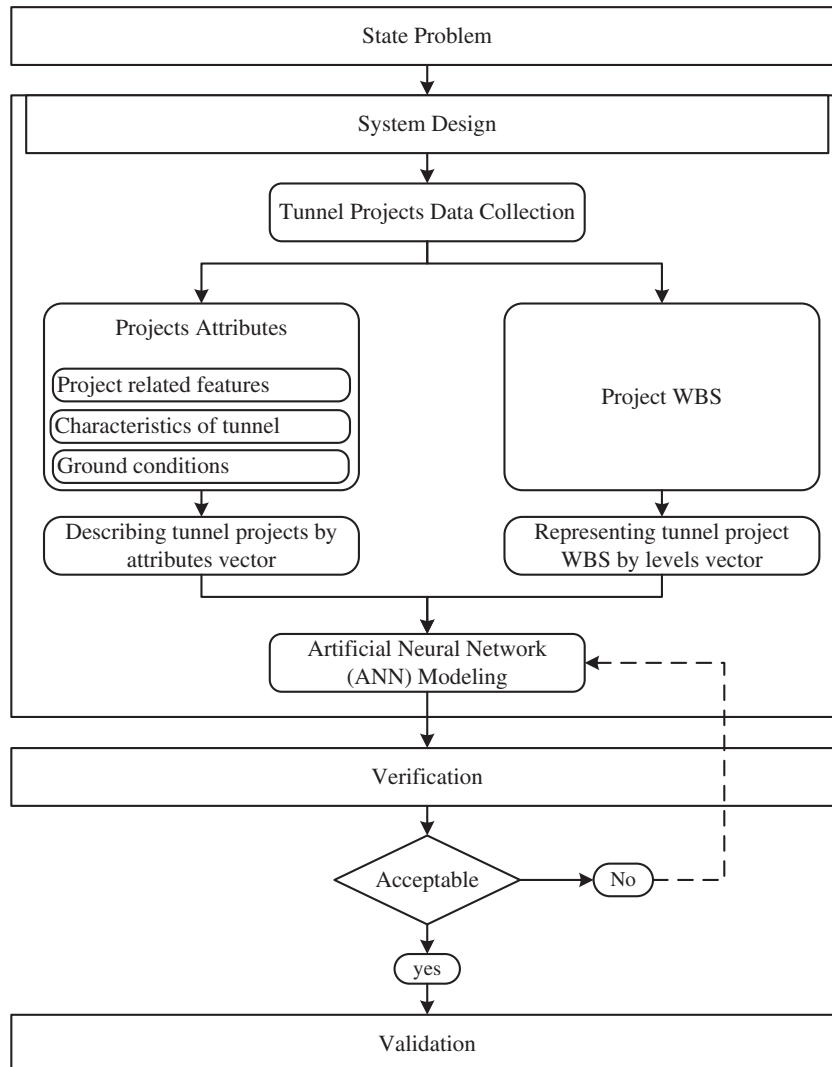 State Problem
System Design
Tunnel Projects Data Collection
Projects Attributes
Project related features
Characteristics of tunnel
Ground conditions
Project WBS
Describing tunnel projects by
attributes vector
Representing tunnel project
WBS by levels vector
Artificial Neural Network
(ANN) Modeling
Verification
Acceptable
No
yes
Validation